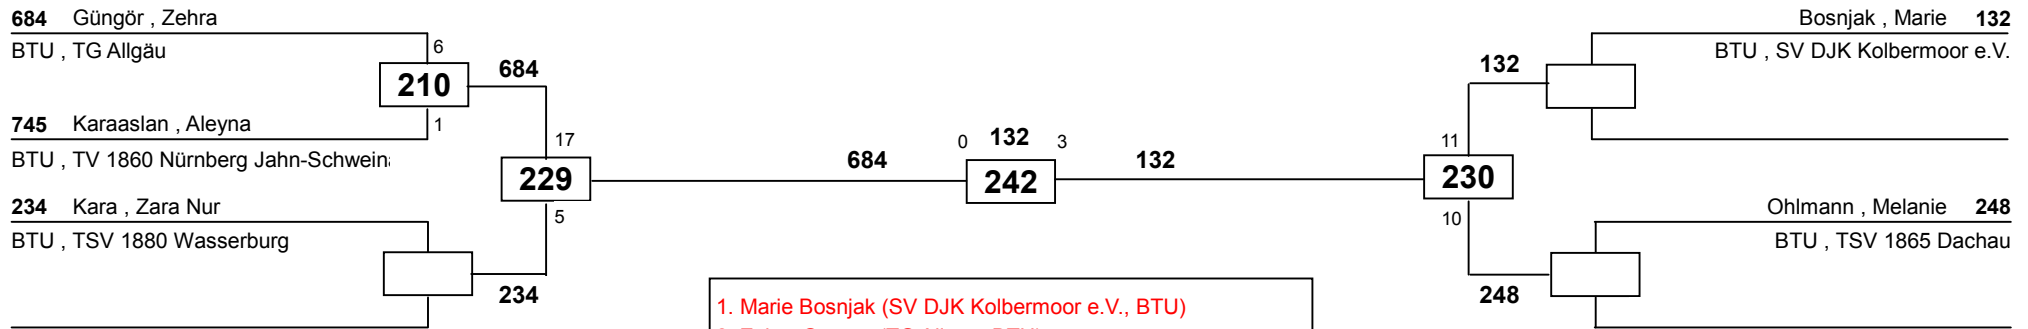 684 Güngör , Zehra
BTU , TG Allgäu
6
210
684
1
745 Karaaslan , Aleyna
BTU , TV 1860 Nürnberg Jahn-Schwein
17
229
5
234 Kara , Zara Nur
BTU , TSV 1880 Wasserburg
234
684
0 132 3
242
132
Bosnjak , Marie 132
BTU , SV DJK Kolbermoor e.V.
132
11
230
10
Ohlmann , Melanie 248
BTU , TSV 1865 Dachau
248
1. Marie Bosnjak (SV DJK Kolbermoor e.V., BTU)